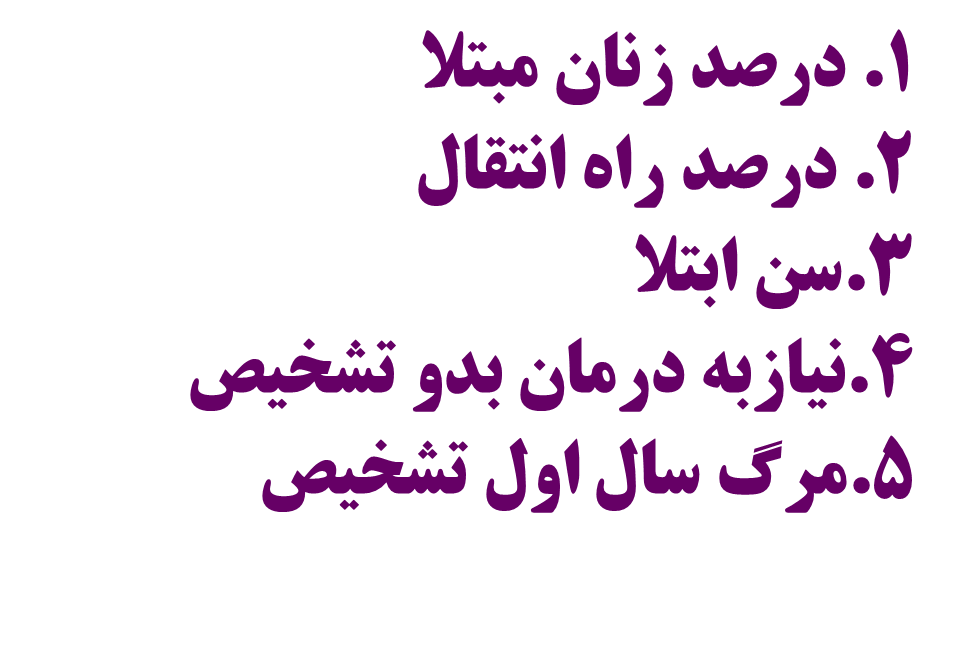 ۱. درصد زنان مبتلا
۲. درصد راه انتقال
۳.سن ابتلا
۴.نیازبه درمان بدو تشخیص
۵.مرگ سال اول تشخیص